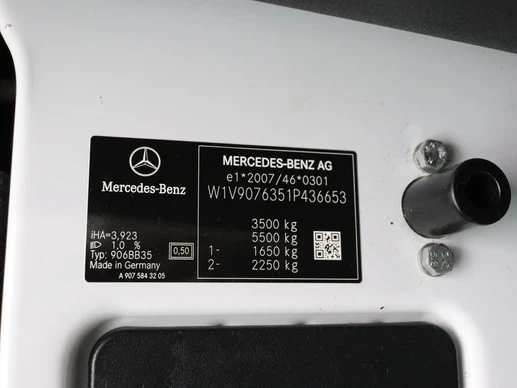 Mercedes-Benz
iHA=3,923
1,0 %
Typ: 906BB35
Made in Germany
0,50
A 907 584 32 05
MERCEDES-BENZ AG
e1*2007/46*0301
W1V9076351P436653
3500 kg
5500 kg
1- 1650 kg
2- 2250 kg